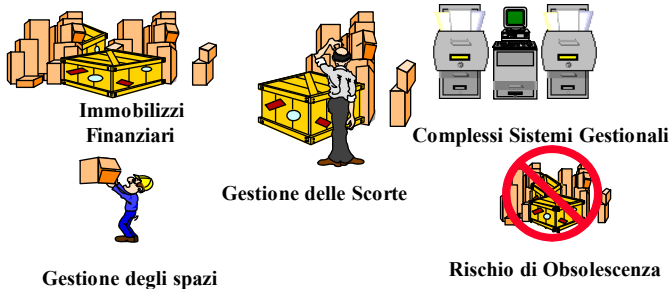 Immobilizzi
Finanziari
Complessi Sistemi Gestionali
Gestione delle Scorte
Gestione degli spazi
Rischio di Obsolescenza